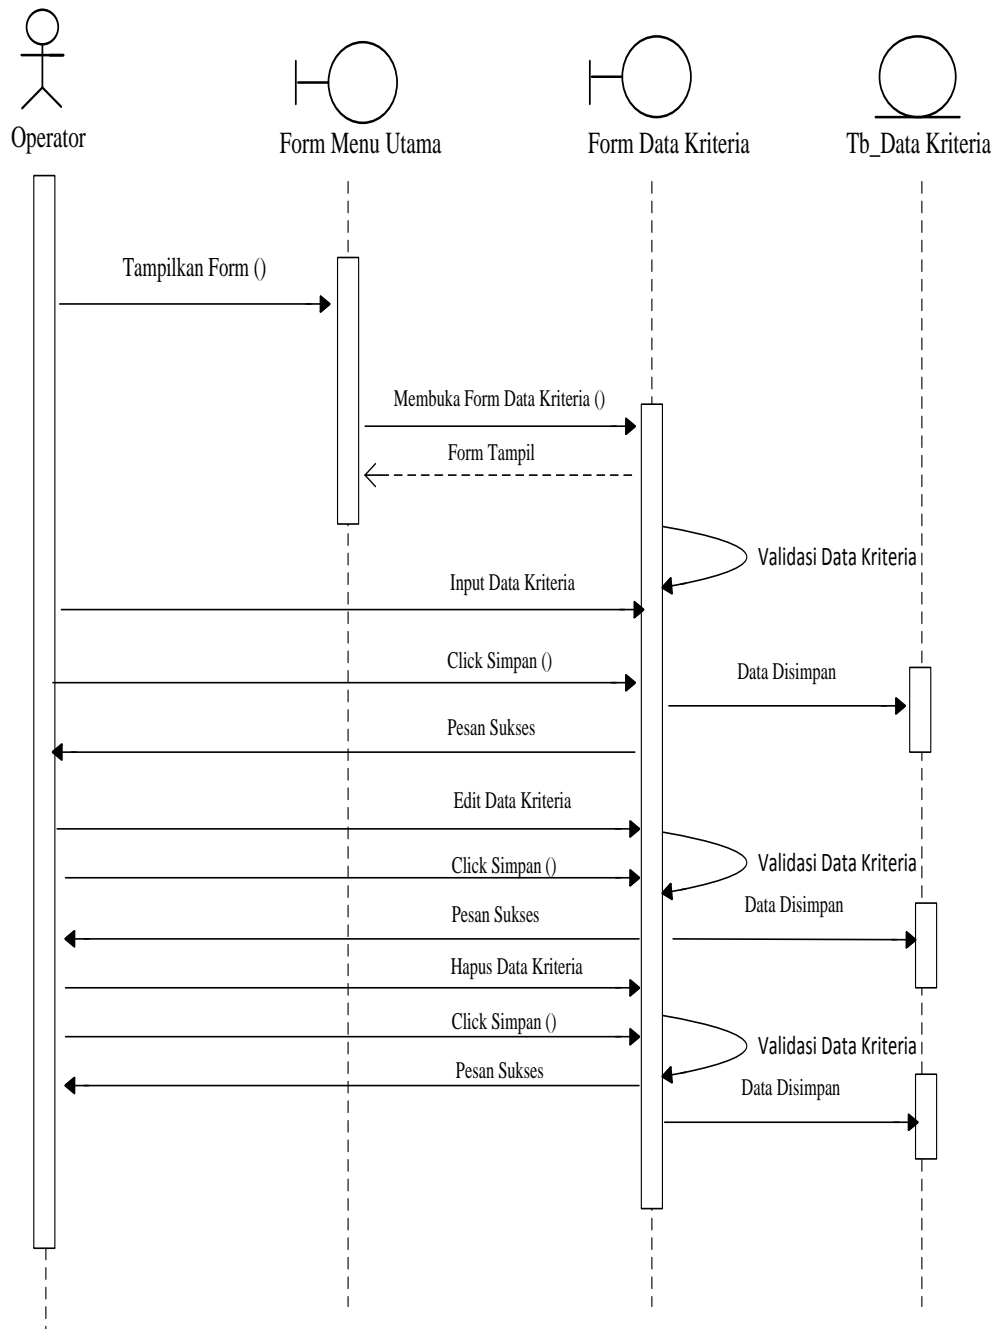 Operator
Form Menu Utama
Form Data Kriteria
Tb_Data Kriteria
Tampilkan Form ()
Membuka Form Data Kriteria ()
Form Tampil
Validasi Data Kriteria
Input Data Kriteria
Click Simpan ()
Data Disimpan
Pesan Sukses
Edit Data Kriteria
Click Simpan ()
Validasi Data Kriteria
Data Disimpan
Pesan Sukses
Hapus Data Kriteria
Click Simpan ()
Validasi Data Kriteria
Pesan Sukses
Data Disimpan